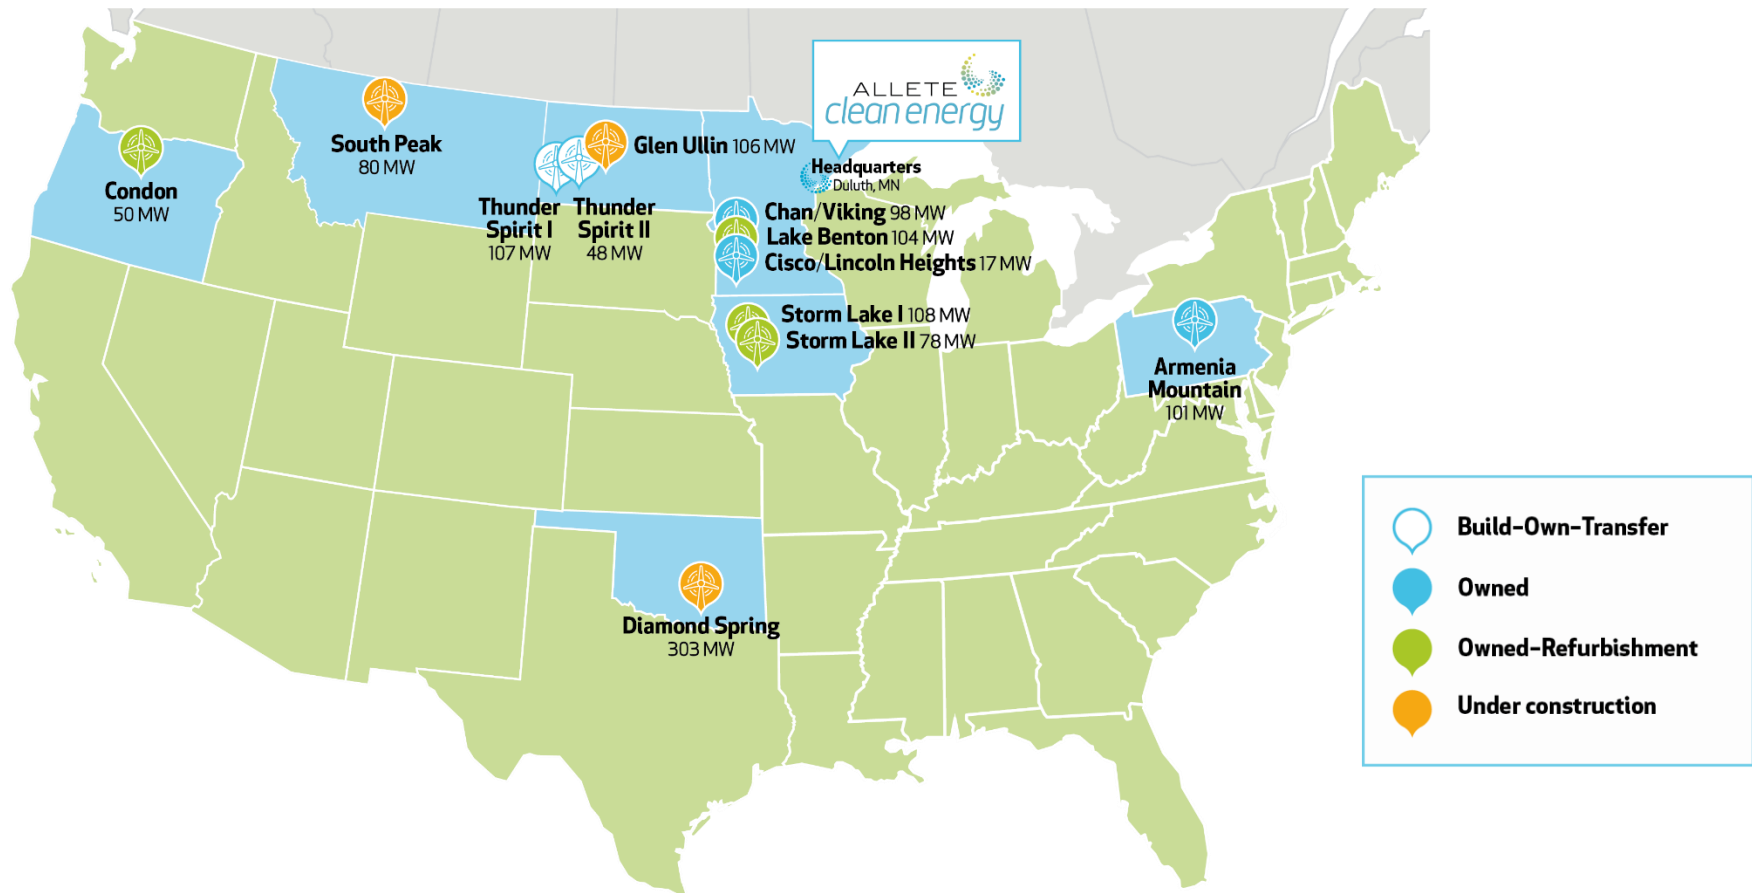 ALLETE
clean energy
South Peak
80 MW
Glen Ullin 106 MW
Condon
50 MW
Thunder
Spirit I
107 MW
Thunder
Spirit II
48 MW
Headquarters
Duluth, MN
Chan/Viking 98 MW
Lake Benton 104 MW
Cisco/Lincoln Heights 17 MW
Storm Lake I 108 MW
Storm Lake II 78 MW
Armenia
Mountain
101 MW
Diamond Spring
303 MW
Build-Own-Transfer
Owned
Owned-Refurbishment
Under construction